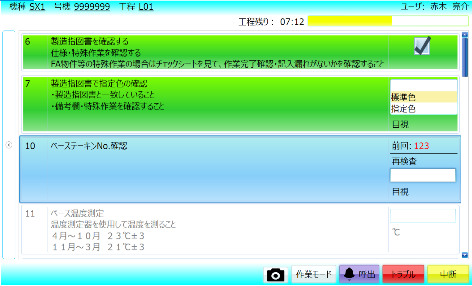 機種 SX1 号機 9999999 工程 L01 ユーザ: 赤木 亮介
工程残り: 07:12
6 製造指図書を確認する
仕様・特殊作業を確認する
FA物件等の特殊作業の場合はチェックシートを見て、作業完了確認・記入漏れがないかを確認すること
7 製造指図書で指定色の確認
・製造指図書と一致していること
・備考欄・特殊作業を確認すること
標準色
指定色
目視
10 ベーステーキンNo.確認
前回: 123
再検査
目視
11 ベース温度測定
温度測定器を使用して温度を測ること
4月～10月 23℃±3
11月～3月 21℃±3
℃
作業モード 呼出 トラブル 中断